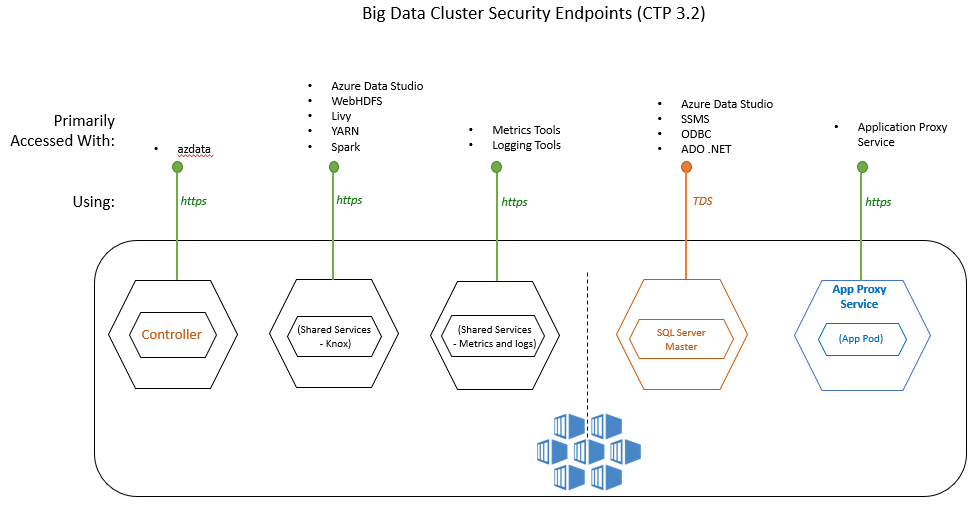 Big Data Cluster Security Endpoints (CTP 3.2)
Primarily
Accessed With:
• azdata
• Azure Data Studio
• WebHDFS
• Livy
• YARN
• Spark
• Metrics Tools
• Logging Tools
• Azure Data Studio
• SSMS
• ODBC
• ADO .NET
• Application Proxy
Service
Using:
https
https
https
TDS
https
Controller
(Shared Services
- Knox)
(Shared Services
- Metrics and logs)
SQL Server
Master
App Proxy
Service
(App Pod)